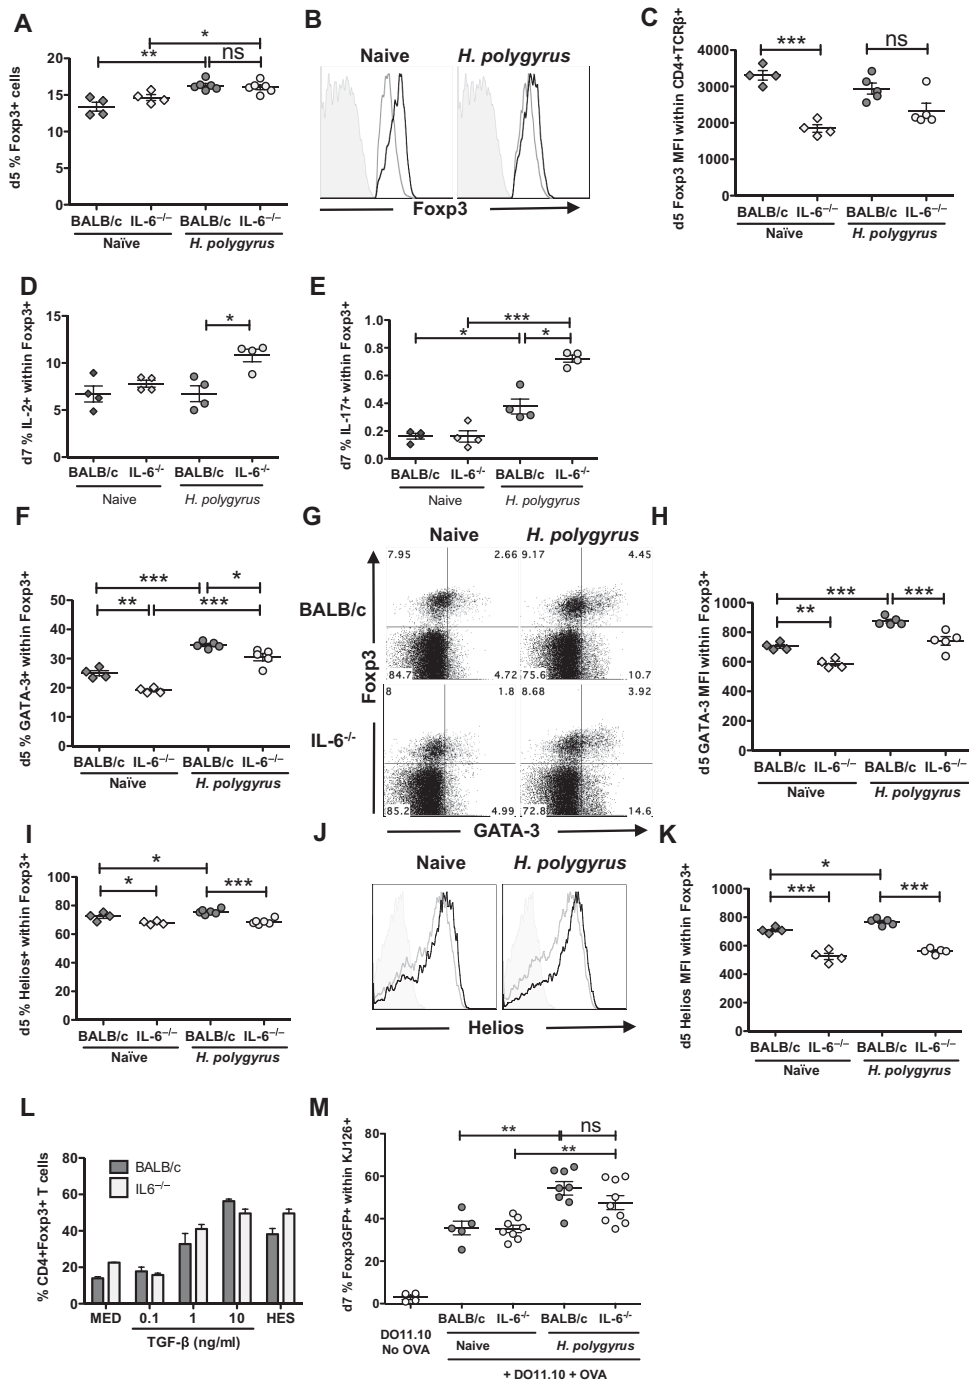 A
d5 % Foxp3+ cells
20
15
10
5
0
**
*
ns
BALB/c IL-6−/− BALB/c IL-6−/−
Naïve H. polygyrus
B
Naive H. polygyrus
Foxp3
C
d5 Foxp3 MFI within CD4+TCRβ+
4000
3000
2000
1000
0
***
ns
BALB/c IL-6−/− BALB/c IL-6−/−
Naïve H. polygyrus
D
d7 % IL-2+ within Foxp3+
20
15
10
5
0
*
BALB/c IL-6-/- BALB/c IL-6-/-
Naive H. polygyrus
E
d7 % IL-17+ within Foxp3+
1.0
0.8
0.6
0.4
0.2
0.0
***
* *
BALB/c IL-6-/- BALB/c IL-6-/-
Naive H. polygyrus
F
d5 % GATA-3+ within Foxp3+
50
40
30
20
10
0
*** *
** ***
BALB/c IL-6−/− BALB/c IL-6−/−
Naïve H. polygyrus
G
Naive H. polygyrus
BALB/c
IL-6-/-
Foxp3
7.95 2.66 9.17 4.45
84.7 4.72 75.6 10.7
8 1.8 8.68 3.92
85.2 4.99 72.8 14.6
GATA-3
H
d5 GATA-3 MFI within Foxp3+
1000
800
600
400
200
0
*** ***
**
BALB/c IL-6−/− BALB/c IL-6−/−
Naïve H. polygyrus
I
d5 % Helios+ within Foxp3+
100
80
60
40
20
0
*
* ***
BALB/c IL-6−/− BALB/c IL-6−/−
Naïve H. polygyrus
J
Naive H. polygyrus
Helios
K
d5 Helios MFI within Foxp3+
1000
800
600
400
200
0
*
*** ***
BALB/c IL-6−/− BALB/c IL-6−/−
Naïve H. polygyrus
L
% CD4+Foxp3+ T cells
80
60
40
20
0
BALB/c
IL6−/−
MED 0.1 1 10 HES
TGF-β (ng/ml)
M
d7 % Foxp3GFP+ within KJ126+
80
60
40
20
0
** ns
**
DO11.10
No OVA
BALB/c IL-6-/- BALB/c IL-6-/-
Naive H. polygyrus
+ DO11.10 + OVA